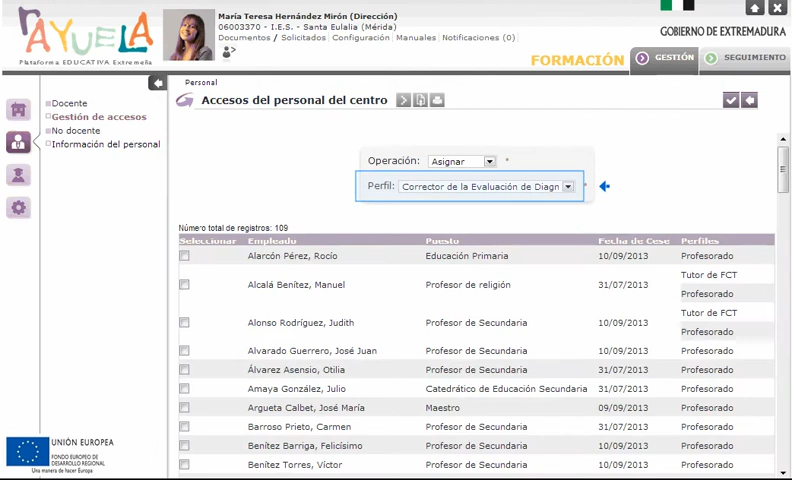 rAYUELA
Plataforma EDUCATIVA Extremeña
María Teresa Hernández Mirón (Dirección)
06003370 - I.E.S. - Santa Eulalia (Mérida)
Documentos / Solicitados Configuración Manuales Notificaciones (0)
GOBIERNO DE EXTREMADURA
FORMACIÓN GESTIÓN SEGUIMIENTO
Docente
Gestión de accesos
No docente
Información del personal
Personal
Accesos del personal del centro
Operación: Asignar *
Perfil: Corrector de la Evaluación de Diagn *
Número total de registros: 109
Seleccionar Empleado Puesto Fecha de Cese Perfiles
Alarcón Pérez, Rocío Educación Primaria 10/09/2013 Profesorado
Alcalá Benítez, Manuel Profesor de religión 31/07/2013 Tutor de FCT
Profesorado
Alonso Rodríguez, Judith Profesor de Secundaria 10/09/2013 Tutor de FCT
Profesorado
Alvarado Guerrero, José Juan Profesor de Secundaria 10/09/2013 Profesorado
Álvarez Asensio, Otilia Profesor de Secundaria 31/07/2013 Profesorado
Amaya González, Julio Catedrático de Educación Secundaria 31/07/2013 Profesorado
Argueta Calbet, José María Maestro 09/09/2013 Profesorado
Barroso Prieto, Carmen Profesor de Secundaria 31/07/2013 Profesorado
Benítez Barriga, Felicísimo Profesor de Secundaria 10/09/2013 Profesorado
Benítez Torres, Víctor Profesor de Secundaria 10/09/2013 Profesorado
UNIÓN EUROPEA
FONDO EUROPEO DE
DESARROLLO REGIONAL
Una manera de hacer Europa